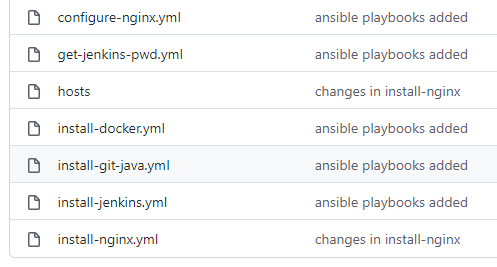 configure-nginx.yml ansible playbooks added
get-jenkins-pwd.yml ansible playbooks added
hosts changes in install-nginx
install-docker.yml ansible playbooks added
install-git-java.yml ansible playbooks added
install-jenkins.yml ansible playbooks added
install-nginx.yml changes in install-nginx